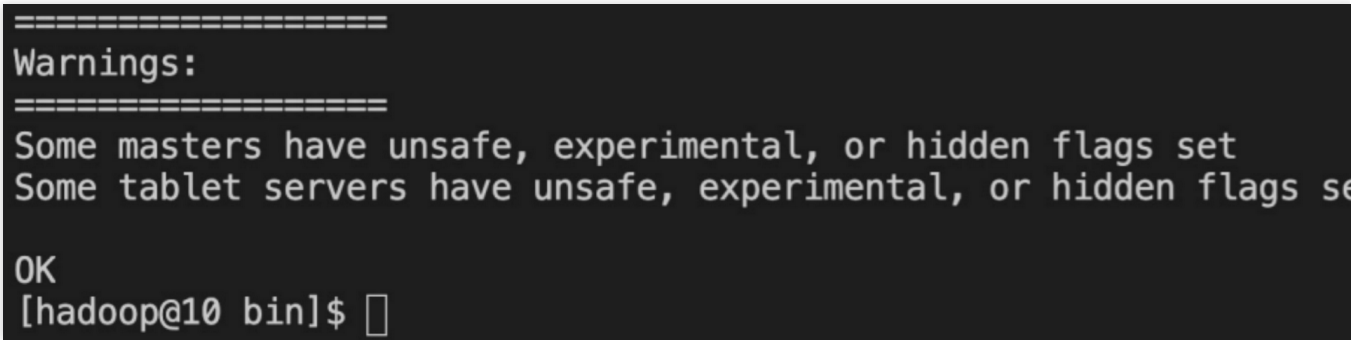 ==================
Warnings:
==================
Some masters have unsafe, experimental, or hidden flags set
Some tablet servers have unsafe, experimental, or hidden flags se
OK
[hadoop@10 bin]$